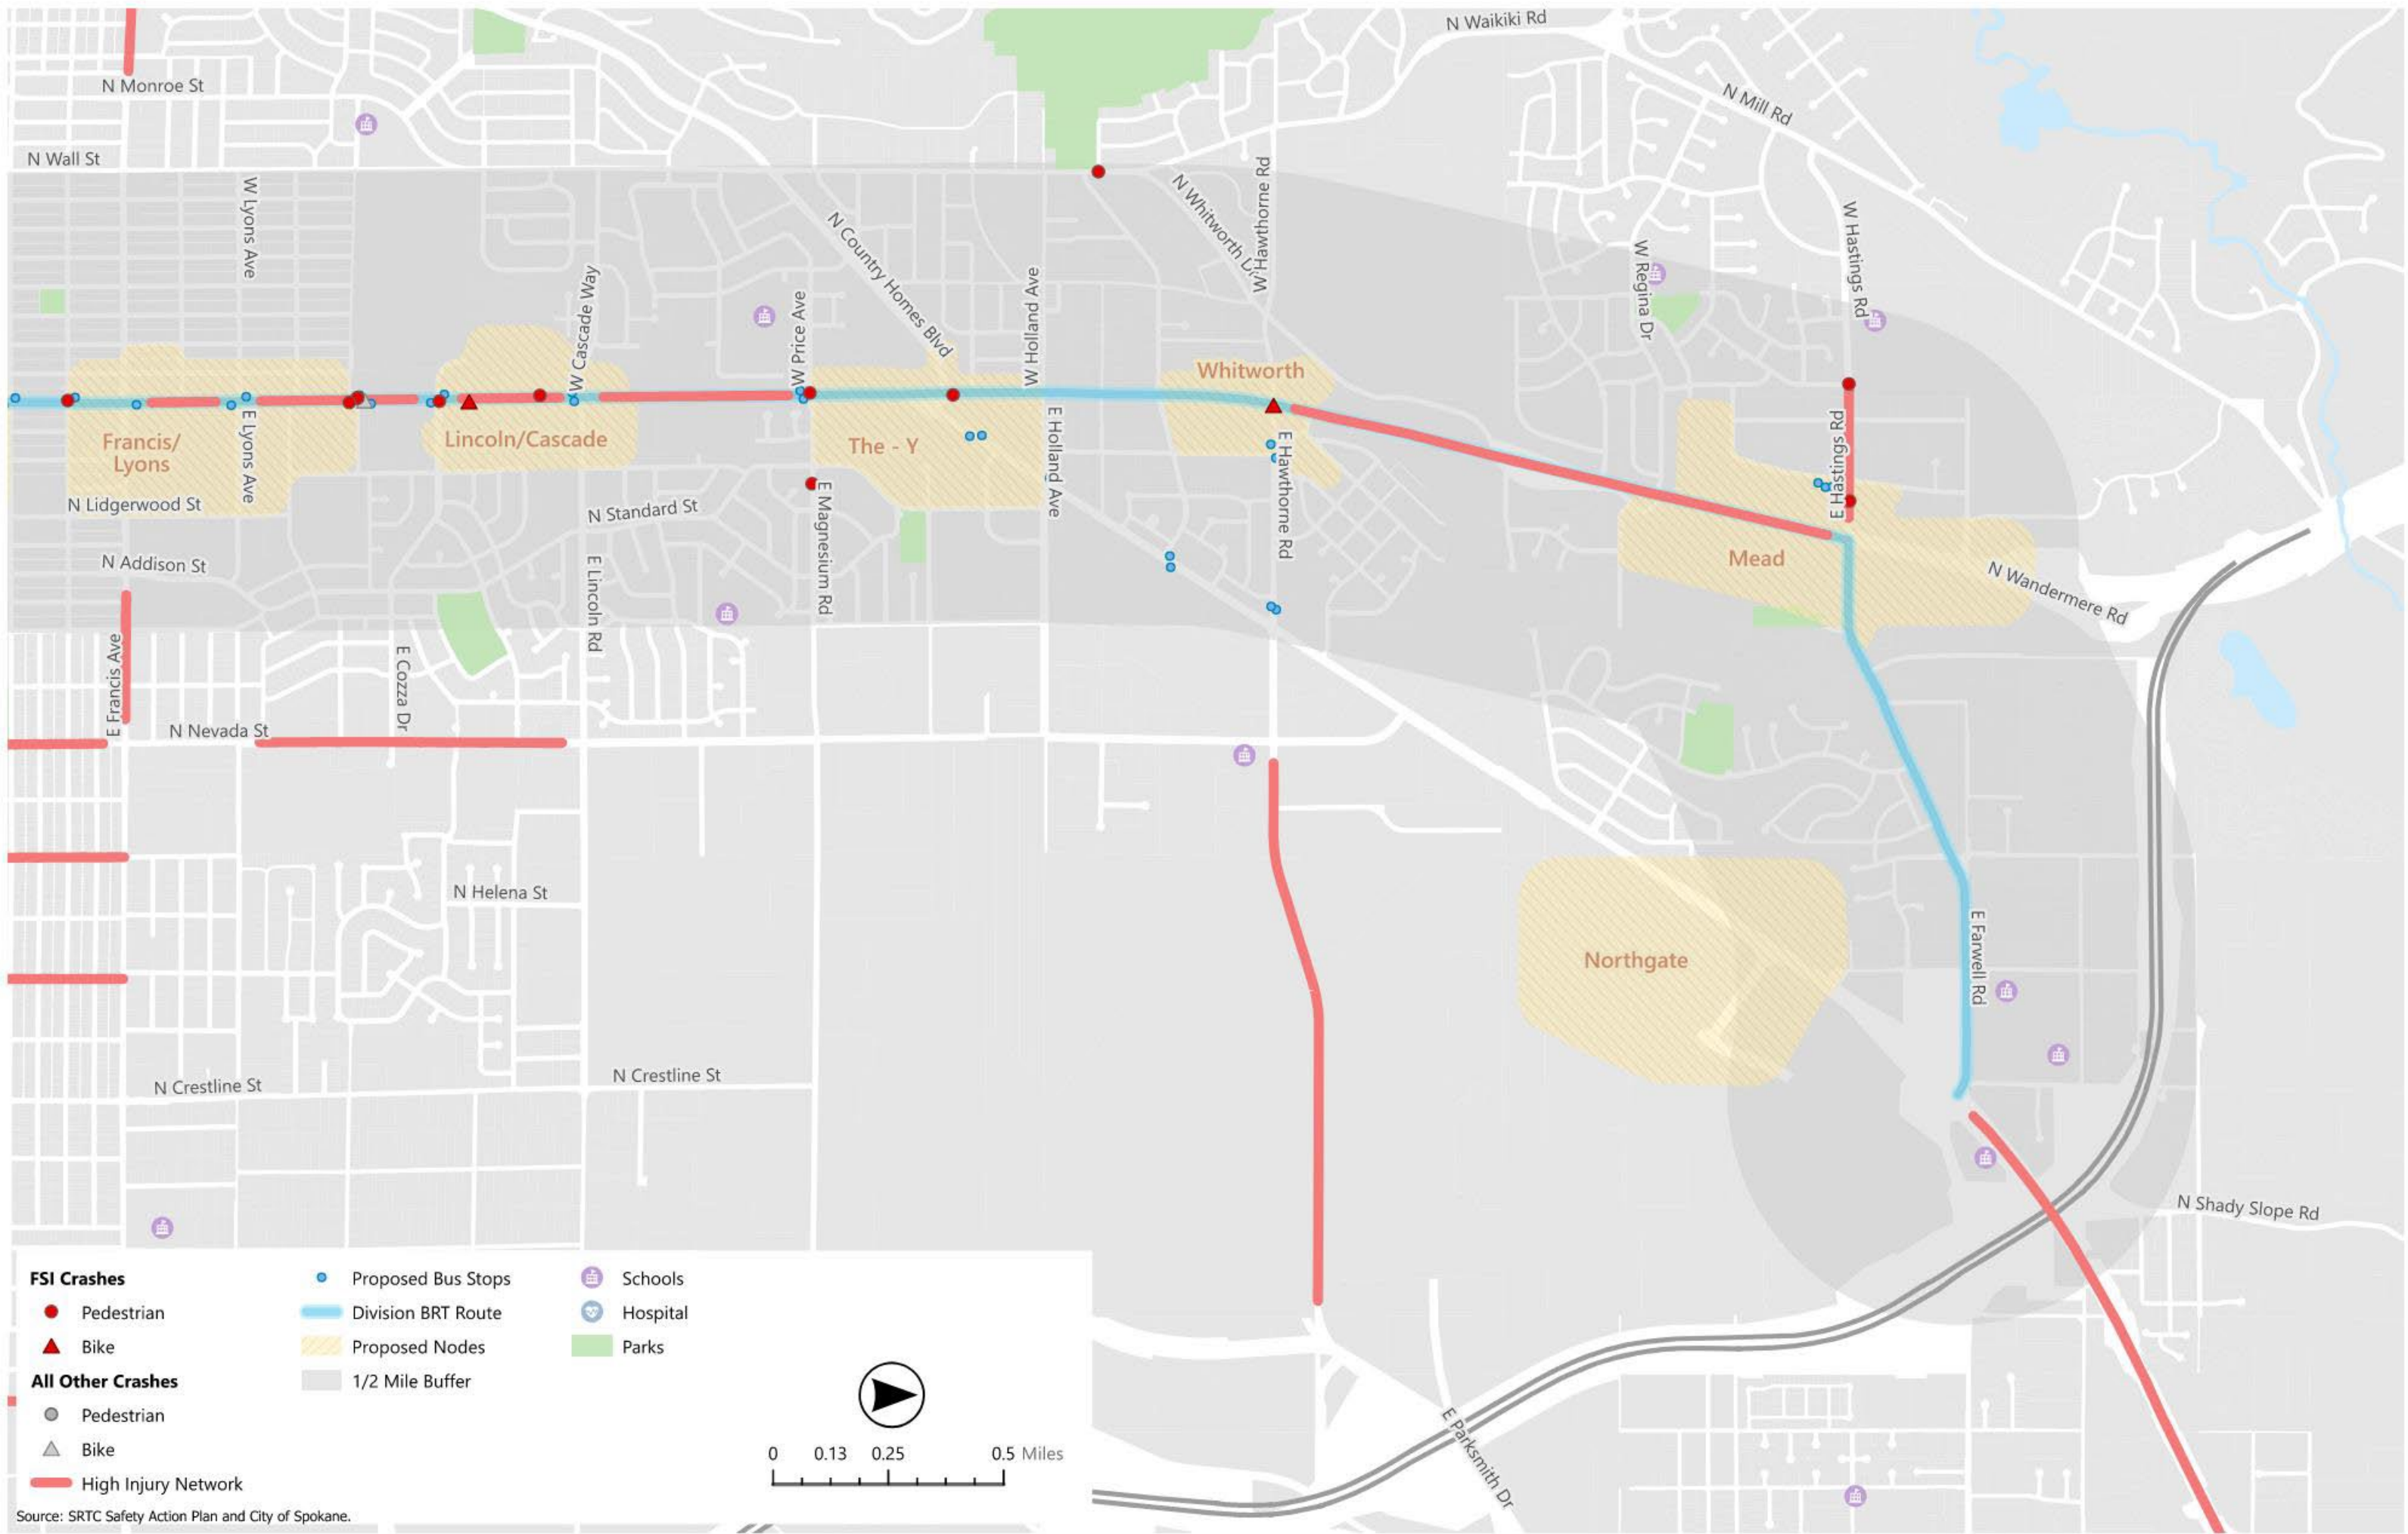 N Waikiki Rd
N Monroe St
N Mill Rd
N Wall St
W Lyons Ave
N Whitworth Dr
W Hawthorne Rd
N Country Homes Blvd
W Regina Dr
W Hastings Rd
W Cascade Way
W Price Ave
W Holland Ave
Whitworth
Francis/
Lyons
E Lyons Ave
Lincoln/Cascade
The - Y
E Holland Ave
E Hawthorne Rd
E Hastings Rd
N Lidgerwood St
N Standard St
E Magnesium Rd
N Addison St
E Lincoln Rd
Mead
N Wandermere Rd
E Francis Ave
E Cozza Dr
N Nevada St
N Helena St
Northgate
E Farwell Rd
N Crestline St
N Crestline St
N Shady Slope Rd
E Parksmith Dr
FSI Crashes
Pedestrian
Bike
All Other Crashes
Pedestrian
Bike
High Injury Network
Proposed Bus Stops
Division BRT Route
Proposed Nodes
1/2 Mile Buffer
Schools
Hospital
Parks
0 0.13 0.25 0.5 Miles
Source: SRTC Safety Action Plan and City of Spokane.